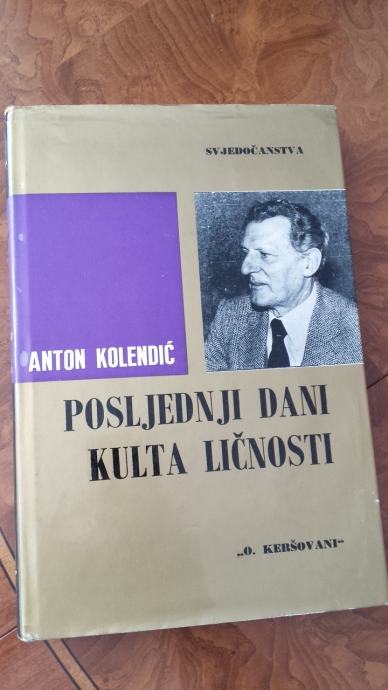 SVJEDOČANSTVA
ANTON KOLENDIĆ
POSLJEDNJI DANI
KULTA LIČNOSTI
„O. KERŠOVANI“